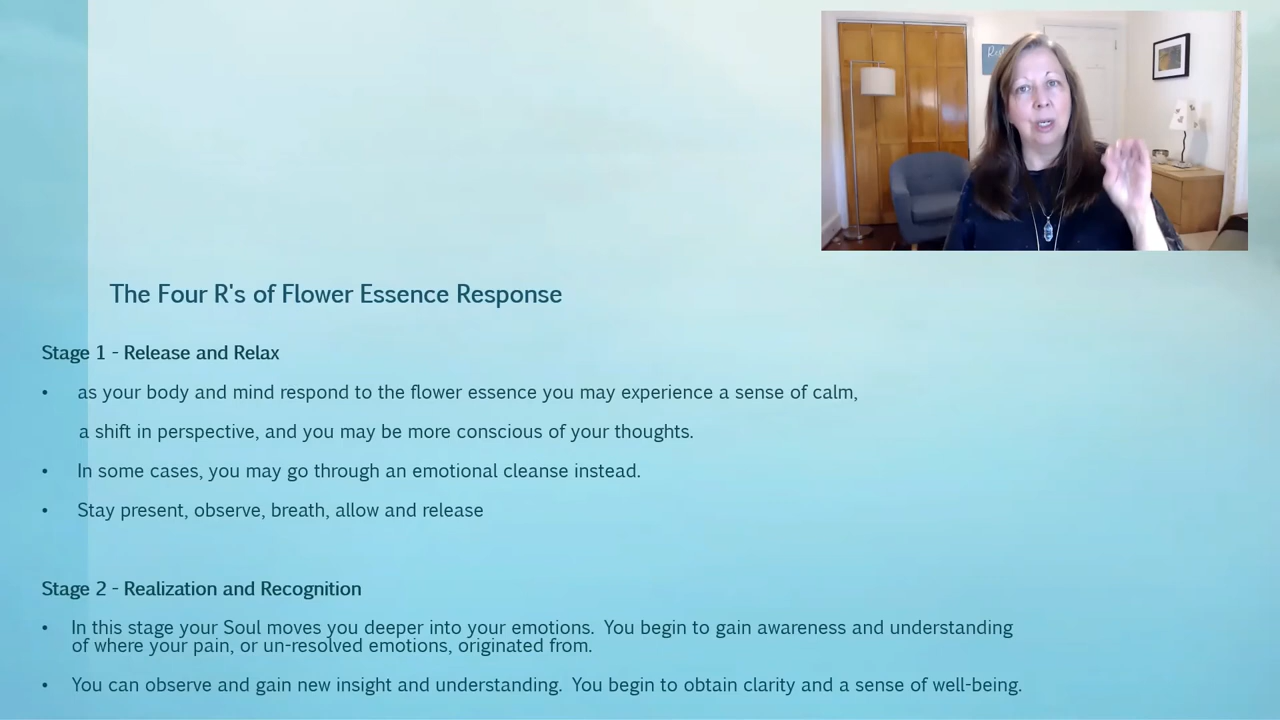 The Four R's of Flower Essence Response
Stage 1 - Release and Relax
• as your body and mind respond to the flower essence you may experience a sense of calm,
a shift in perspective, and you may be more conscious of your thoughts.
• In some cases, you may go through an emotional cleanse instead.
• Stay present, observe, breath, allow and release
Stage 2 - Realization and Recognition
• In this stage your Soul moves you deeper into your emotions. You begin to gain awareness and understanding
of where your pain, or un-resolved emotions, originated from.
• You can observe and gain new insight and understanding. You begin to obtain clarity and a sense of well-being.